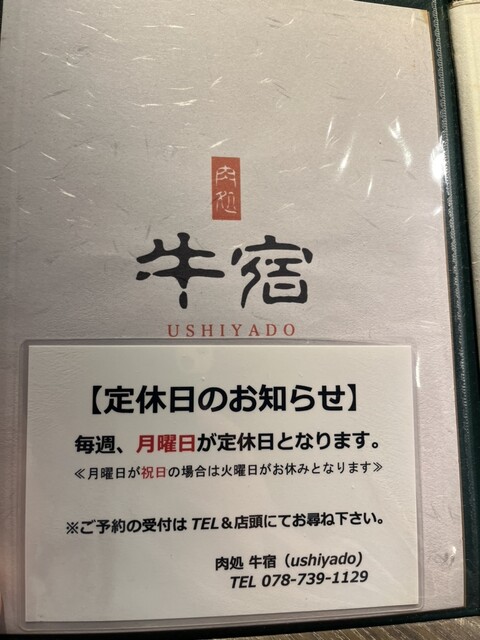 肉処
牛宿
USHIYADO
【定休日のお知らせ】
毎週、月曜日が定休日となります。
≪月曜日が祝日の場合は火曜日がお休みとなります≫
※ご予約の受付はTEL＆店頭にてお尋ね下さい。
肉処 牛宿（ushiyado)
TEL 078-739-1129